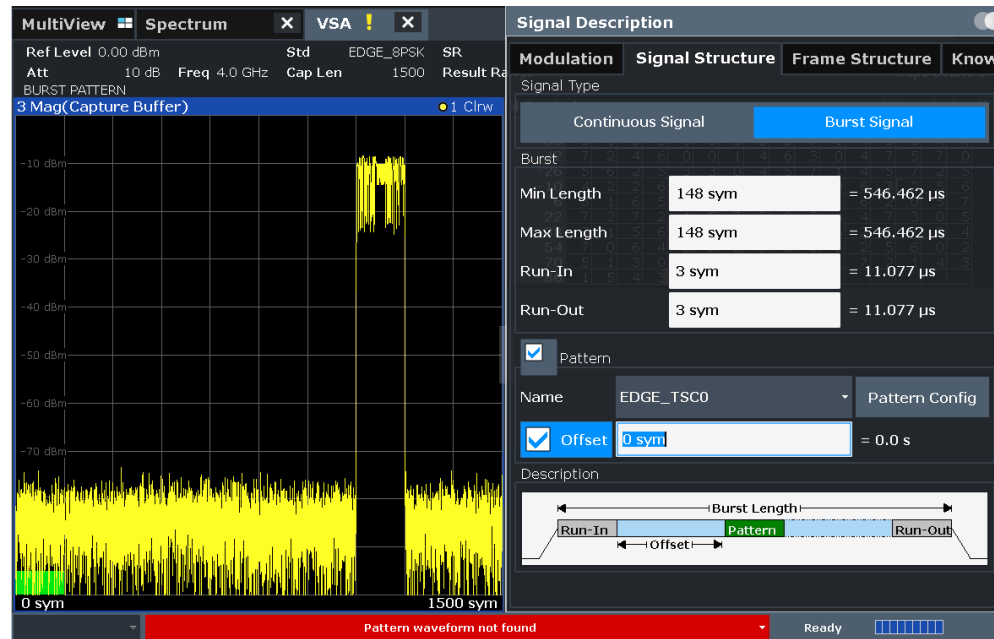 MultiView Spectrum X VSA ! X
Ref Level 0.00 dBm Std EDGE_8PSK SR
Att 10 dB Freq 4.0 GHz Cap Len 1500 Result Ra
BURST PATTERN
3 Mag(Capture Buffer) 1 Clrw
-10 dBm
-20 dBm
-30 dBm
-40 dBm
-50 dBm
-60 dBm
-70 dBm
0 sym 1500 sym
Signal Description
Modulation Signal Structure Frame Structure Know
Signal Type
Continuous Signal Burst Signal
Burst
Min Length 148 sym = 546.462 µs
Max Length 148 sym = 546.462 µs
Run-In 3 sym = 11.077 µs
Run-Out 3 sym = 11.077 µs
Pattern
Name EDGE_TSC0 Pattern Config
Offset 0 sym = 0.0 s
Description
Burst Length
Run-In Pattern Run-Out
Offset
Pattern waveform not found Ready